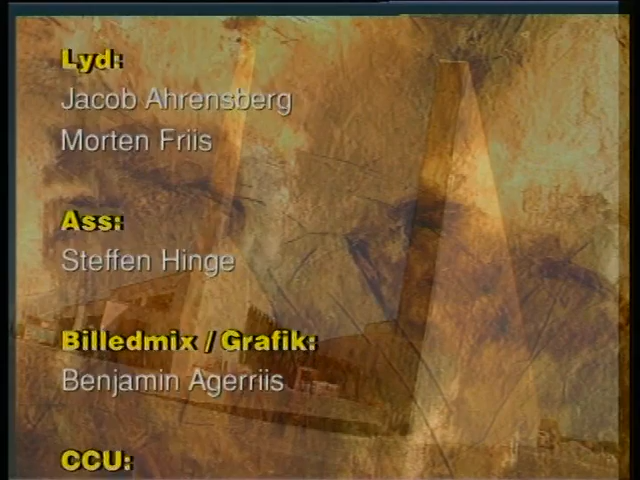 Lyd:
Jacob Ahrensberg
Morten Friis
Ass:
Steffen Hinge
Billedmix / Grafik:
Benjamin Agerriis
CCU: